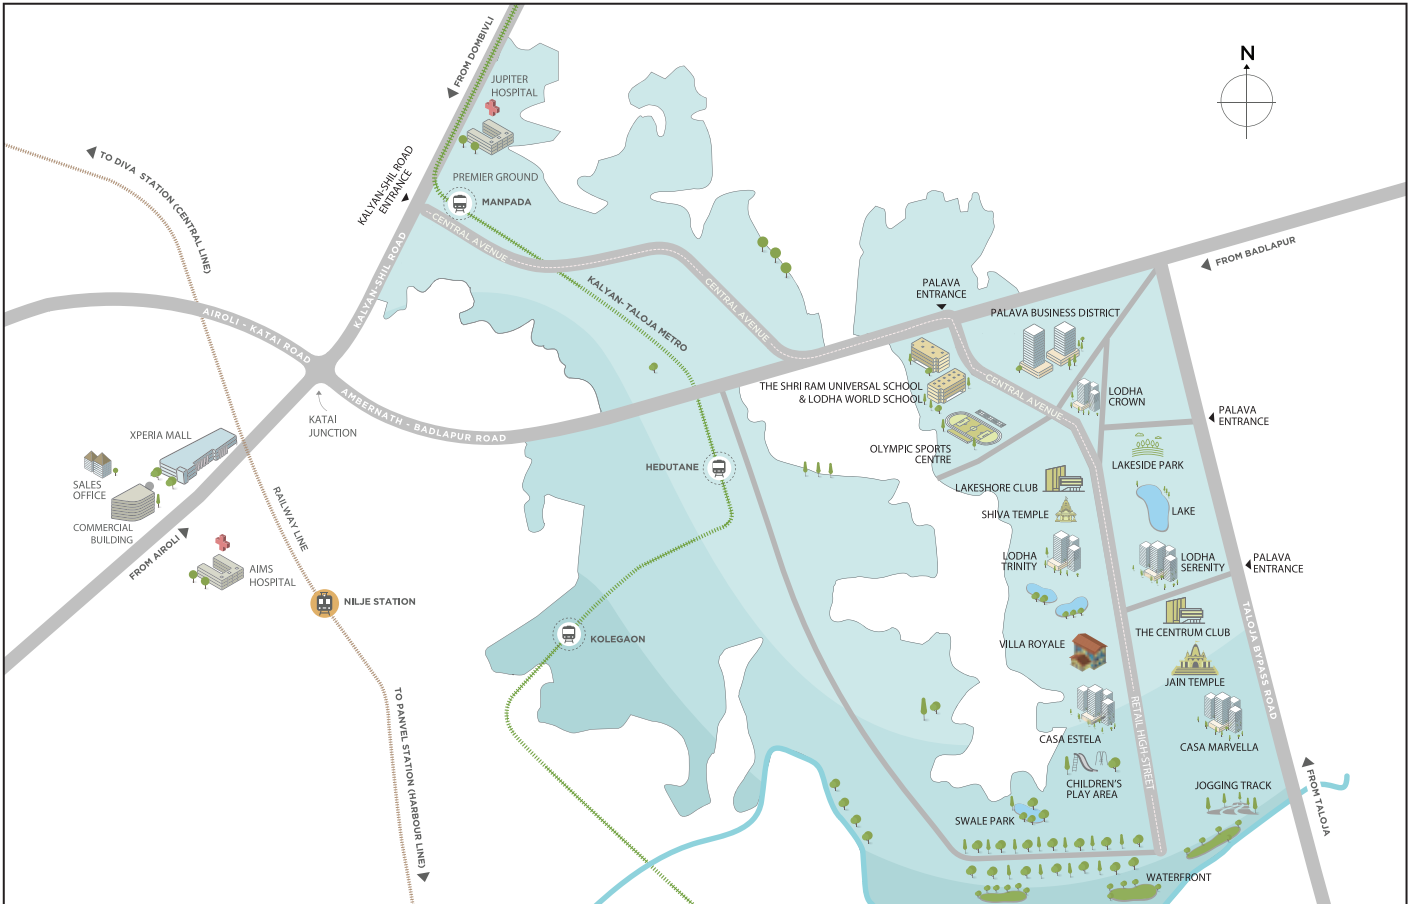 FROM DOMBIVLI
N
JUPITER
HOSPITAL
TO DIVA STATION (CENTRAL LINE)
KALYAN-SHIL ROAD
ENTRANCE
PREMIER GROUND
MANPADA
CENTRAL AVENUE
FROM BADLAPUR
KALYAN-SHIL ROAD
KALYAN- TALOJA METRO
CENTRAL AVENUE
PALAVA
ENTRANCE
PALAVA BUSINESS DISTRICT
AIROLI - KATAI ROAD
THE SHRI RAM UNIVERSAL SCHOOL
& LODHA WORLD SCHOOL
CENTRAL AVENUE
LODHA
CROWN
AMBERNATH - BADLAPUR ROAD
KATAI
JUNCTION
PALAVA
ENTRANCE
XPERIA MALL
OLYMPIC SPORTS
CENTRE
LAKESIDE PARK
HEDUTANE
SALES
OFFICE
LAKESHORE CLUB
SHIVA TEMPLE
LAKE
COMMERCIAL
BUILDING
RAILWAY LINE
FROM AIROLI
LODHA
TRINITY
LODHA
SERENITY
PALAVA
ENTRANCE
AIMS
HOSPITAL
NILJE STATION
KOLEGAON
THE CENTRUM CLUB
TALOJA BYPASS ROAD
VILLA ROYALE
JAIN TEMPLE
TO PANVEL STATION (HARBOUR LINE)
RETAIL HIGH STREET
CASA ESTELA
CASA MARVELLA
CHILDREN'S
PLAY AREA
JOGGING TRACK
FROM TALOJA
SWALE PARK
WATERFRONT